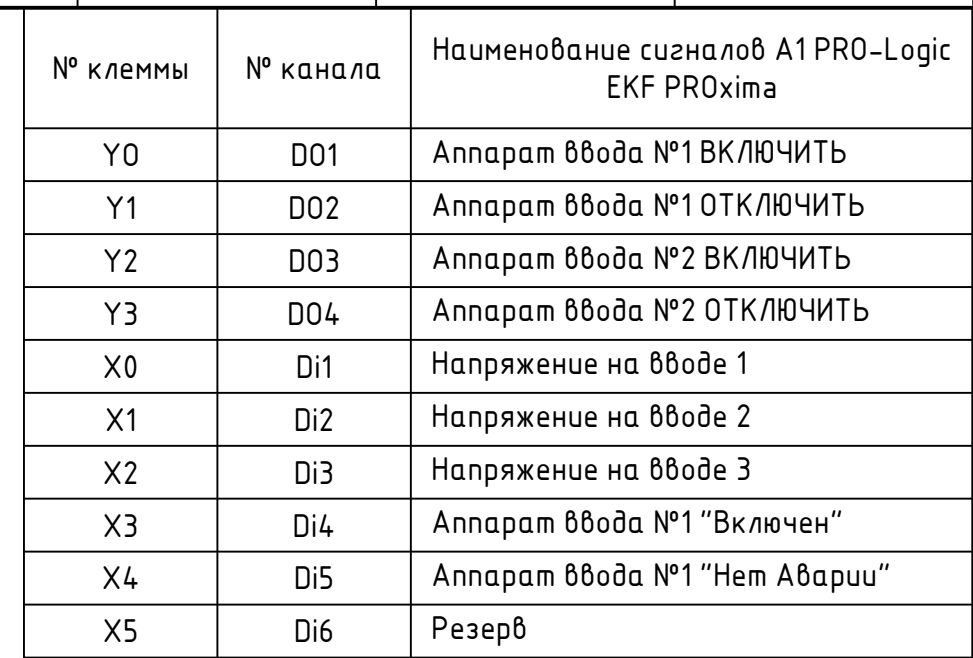 № клеммы № канала Наименование сигналов A1 PRO-Logic
EKF PROxima
Y0 DO1 Аппарат ввода №1 ВКЛЮЧИТЬ
Y1 DO2 Аппарат ввода №1 ОТКЛЮЧИТЬ
Y2 DO3 Аппарат ввода №2 ВКЛЮЧИТЬ
Y3 DO4 Аппарат ввода №2 ОТКЛЮЧИТЬ
X0 Di1 Напряжение на вводе 1
X1 Di2 Напряжение на вводе 2
X2 Di3 Напряжение на вводе 3
X3 Di4 Аппарат ввода №1 "Включен"
X4 Di5 Аппарат ввода №1 "Нет Аварии"
X5 Di6 Резерв